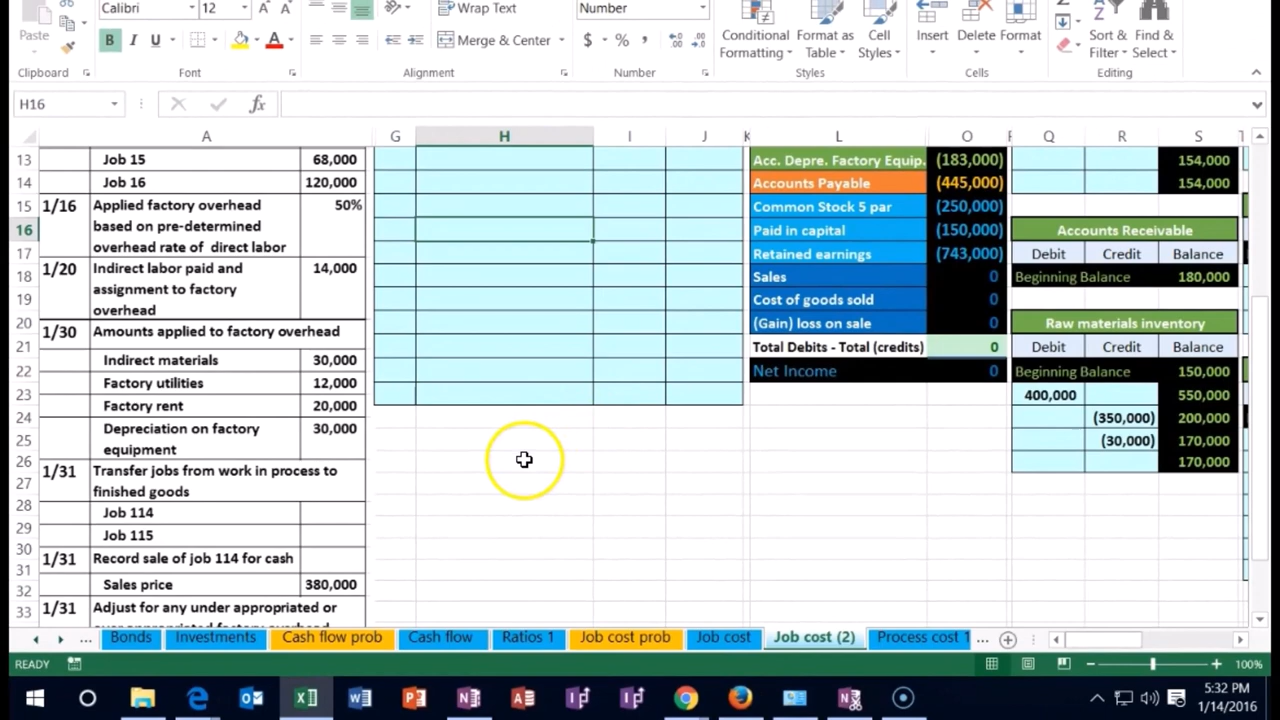 Calibri 12 A A Wrap Text Number
Paste B I U A Merge & Center $ % , Conditional Formatting Format as Table Cell Styles Insert Delete Format Sort & Filter Find & Select
Clipboard Font Alignment Number Styles Cells Editing
H16 fx
A G H I J K L O Q R S
13 Job 15 68,000 Acc. Depre. Factory Equip. (183,000) 154,000
14 Job 16 120,000 Accounts Payable (445,000) 154,000
15 1/16 Applied factory overhead 50% Common Stock 5 par (250,000)
16 based on pre-determined Paid in capital (150,000) Accounts Receivable
17 overhead rate of direct labor Retained earnings (743,000) Debit Credit Balance
18 1/20 Indirect labor paid and 14,000 Sales 0 Beginning Balance 180,000
19 assignment to factory Cost of goods sold 0
20 overhead (Gain) loss on sale 0 Raw materials inventory
21 1/30 Amounts applied to factory overhead Total Debits - Total (credits) 0 Debit Credit Balance
22 Indirect materials 30,000 Net Income 0 Beginning Balance 150,000
23 Factory utilities 12,000 400,000 550,000
24 Factory rent 20,000 (350,000) 200,000
25 Depreciation on factory 30,000 (30,000) 170,000
equipment
26 1/31 Transfer jobs from work in process to 170,000
27 finished goods
28 Job 114
29 Job 115
30 1/31 Record sale of job 114 for cash
31
32 Sales price 380,000
33 1/31 Adjust for any under appropriated or
... Bonds Investments Cash flow prob Cash flow Ratios 1 Job cost prob Job cost Job cost (2) Process cost 1 ...
READY 100%
5:32 PM
1/14/2016